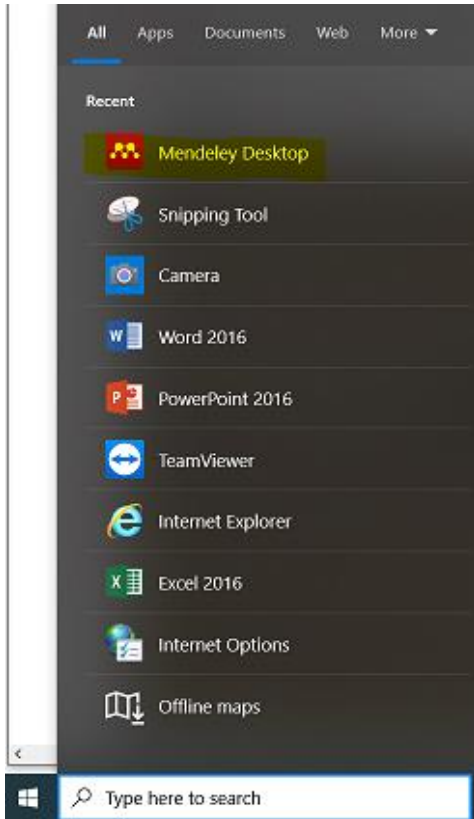 All Apps Documents Web More
Recent
Mendeley Desktop
Snipping Tool
Camera
Word 2016
PowerPoint 2016
TeamViewer
Internet Explorer
Excel 2016
Internet Options
Offline maps
Type here to search